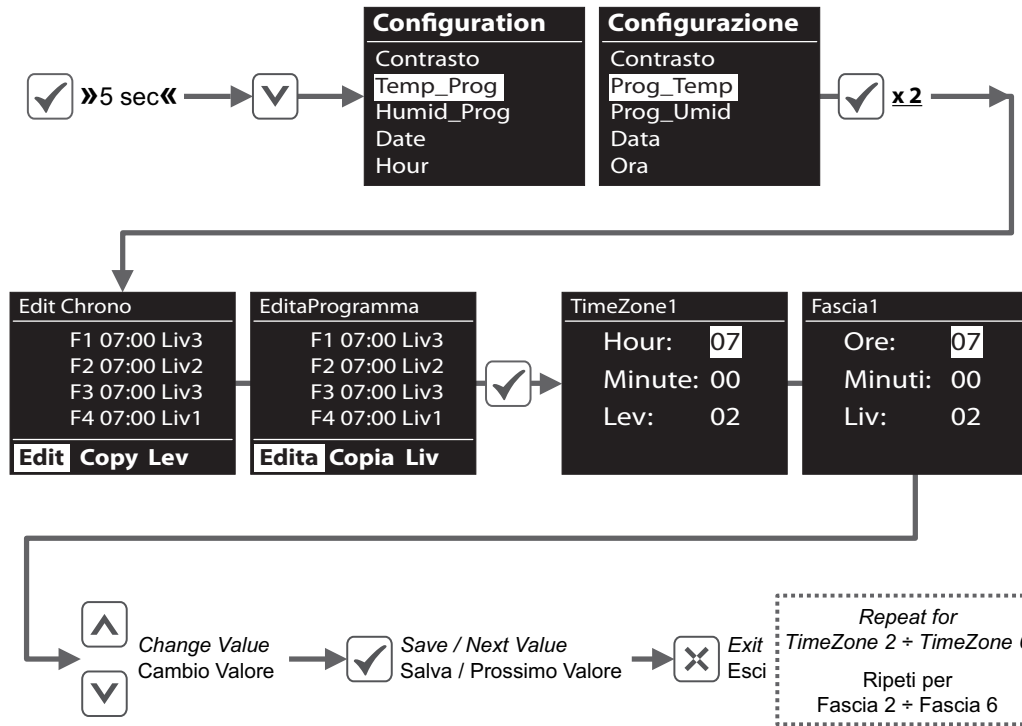 »5 sec«
Configuration
Contrasto
Temp_Prog
Humid_Prog
Date
Hour
Configurazione
Contrasto
Prog_Temp
Prog_Umid
Data
Ora
x 2
Edit Chrono
F1 07:00 Liv3
F2 07:00 Liv2
F3 07:00 Liv3
F4 07:00 Liv1
Edit Copy Lev
EditaProgramma
F1 07:00 Liv3
F2 07:00 Liv2
F3 07:00 Liv3
F4 07:00 Liv1
Edita Copia Liv
TimeZone1
Hour: 07
Minute: 00
Lev: 02
Fascia1
Ore: 07
Minuti: 00
Liv: 02
Change Value
Cambio Valore
Save / Next Value
Salva / Prossimo Valore
Exit
Esci
Repeat for
TimeZone 2 ÷ TimeZone 6
Ripeti per
Fascia 2 ÷ Fascia 6